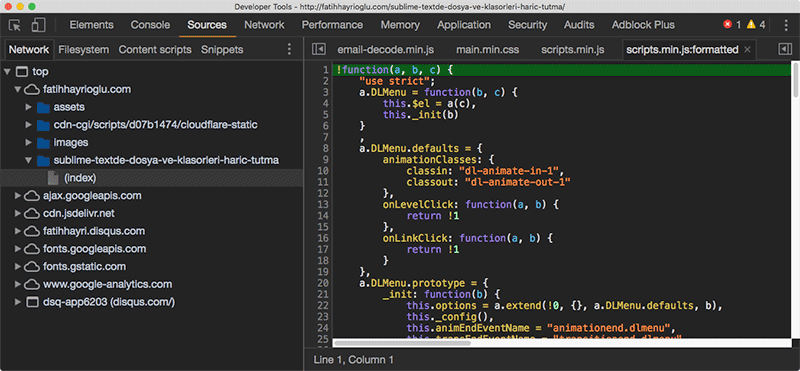 Developer Tools - http://fatihhayrioglu.com/sublime-textde-dosya-ve-klasorleri-haric-tutma/
Elements Console Sources Network Performance Memory Application Security Audits Adblock Plus 1 4
Network Filesystem Content scripts Snippets
email-decode.min.js main.min.css scripts.min.js scripts.min.js:formatted
top
fatihhayrioglu.com
assets
cdn-cgi/scripts/d07b1474/cloudflare-static
images
sublime-textde-dosya-ve-klasorleri-haric-tutma
(index)
ajax.googleapis.com
cdn.jsdelivr.net
fatihhayri.disqus.com
fonts.googleapis.com
fonts.gstatic.com
www.google-analytics.com
dsq-app6203 (disqus.com/)
1 !function(a, b, c) {
2 "use strict";
3 a.DLMenu = function(b, c) {
4 this.$el = a(c),
5 this._init(b)
6 }
7 ,
8 a.DLMenu.defaults = {
9 animationClasses: {
10 classin: "dl-animate-in-1",
11 classout: "dl-animate-out-1"
12 },
13 onLevelClick: function(a, b) {
14 return !1
15 },
16 onLinkClick: function(a, b) {
17 return !1
18 }
19 },
20 a.DLMenu.prototype = {
21 _init: function(b) {
22 this.options = a.extend(!0, {}, a.DLMenu.defaults, b),
23 this._config(),
24 this.animEndEventName = "animationend.dlmenu",
25 this.transEndEventName = "transitionend.dlmenu"
Line 1, Column 1